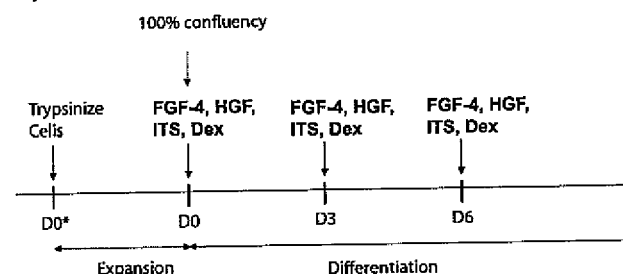 100% confluency
Trypsinize
Cells
FGF-4, HGF,
ITS, Dex
FGF-4, HGF,
ITS, Dex
FGF-4, HGF,
ITS, Dex
D0*
D0
D3
D6
Expansion
Differentiation